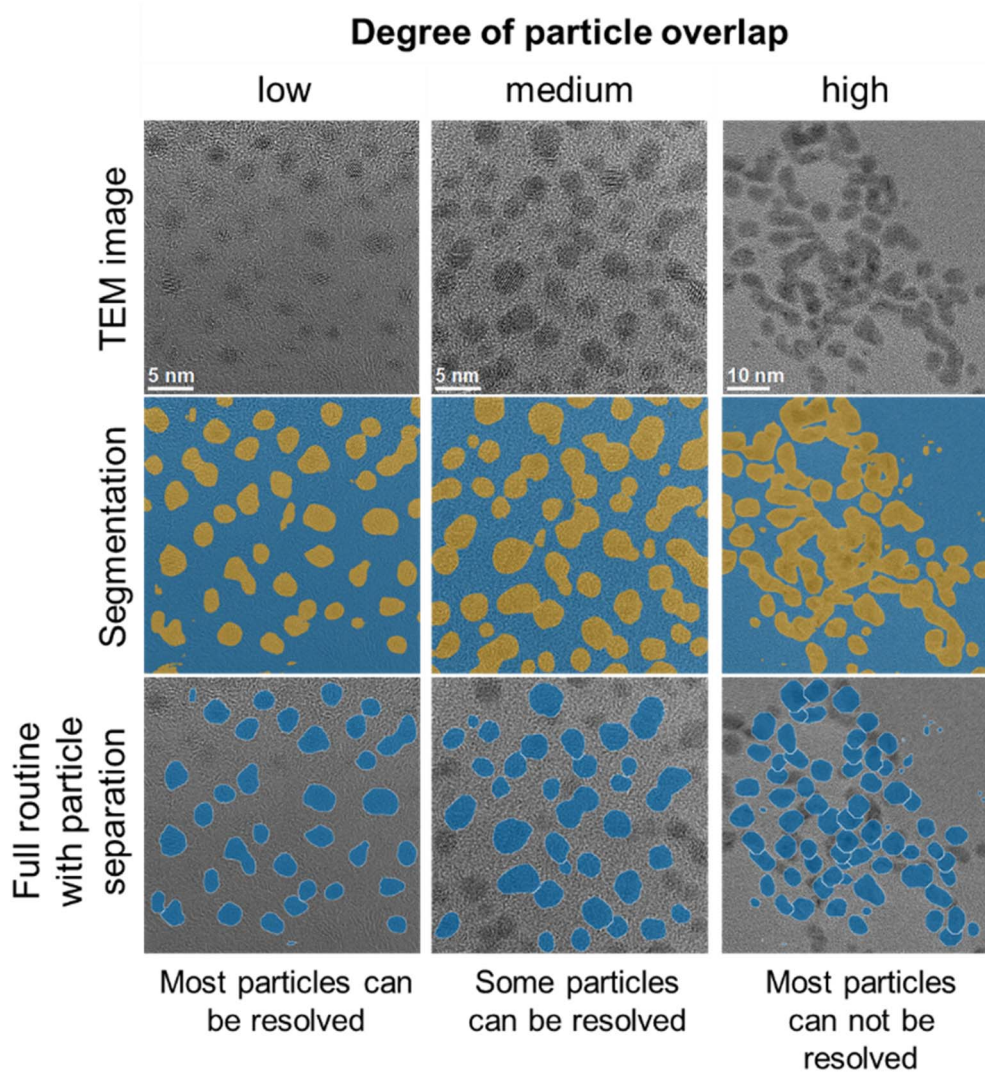 Degree of particle overlap
low medium high
TEM image
5 nm 5 nm 10 nm
Segmentation
Full routine
with particle
separation
Most particles can
be resolved
Some particles
can be resolved
Most particles
can not be
resolved